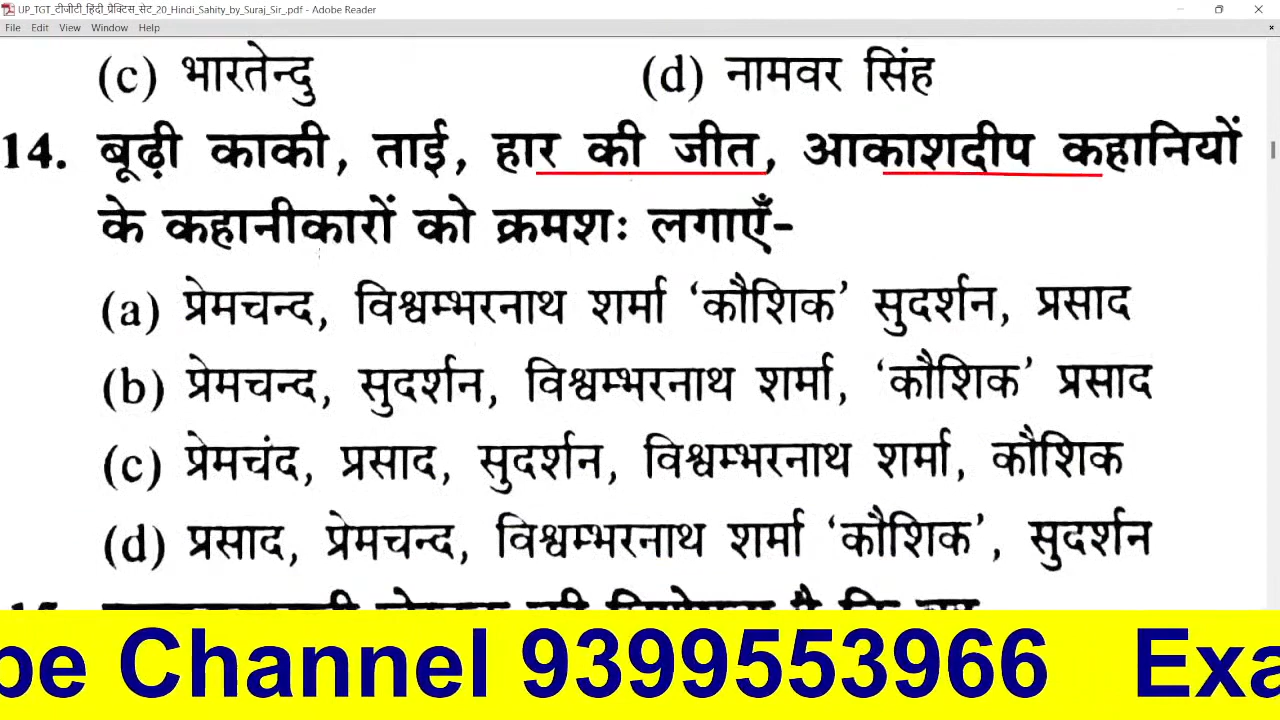 UP_TGT_टीजीटी_हिंदी_प्रैक्टिस_सेट_20_Hindi_Sahity_by_Suraj_Sir_.pdf - Adobe Reader
File Edit View Window Help
(c) भारतेन्दु (d) नामवर सिंह
14. बूढ़ी काकी, ताई, हार की जीत, आकाशदीप कहानियों
के कहानीकारों को क्रमशः लगाएँ-
(a) प्रेमचन्द, विश्वम्भरनाथ शर्मा ‘कौशिक’ सुदर्शन, प्रसाद
(b) प्रेमचन्द, सुदर्शन, विश्वम्भरनाथ शर्मा, ‘कौशिक’ प्रसाद
(c) प्रेमचंद, प्रसाद, सुदर्शन, विश्वम्भरनाथ शर्मा, कौशिक
(d) प्रसाद, प्रेमचन्द, विश्वम्भरनाथ शर्मा ‘कौशिक’, सुदर्शन
be Channel 9399553966 Exa